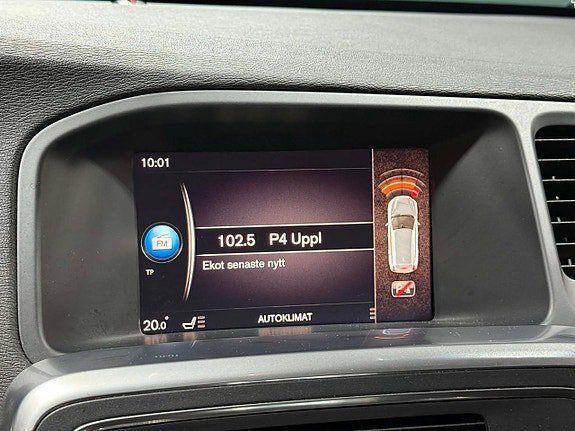 10:01
FM
102.5 P4 Uppl
Ekot senaste nytt
TP
P
20.0°
AUTOKLIMAT